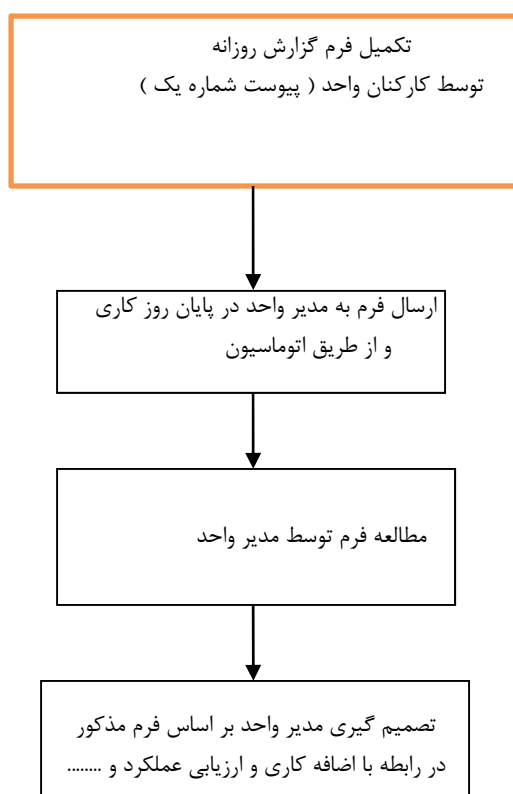 تکمیل فرم گزارش روزانه
توسط کارکنان واحد ( پیوست شماره یک )
ارسال فرم به مدیر واحد در پایان روز کاری
و از طریق اتوماسیون
مطالعه فرم توسط مدیر واحد
تصمیم گیری مدیر واحد بر اساس فرم مذکور
در رابطه با اضافه کاری و ارزیابی عملکرد و ........